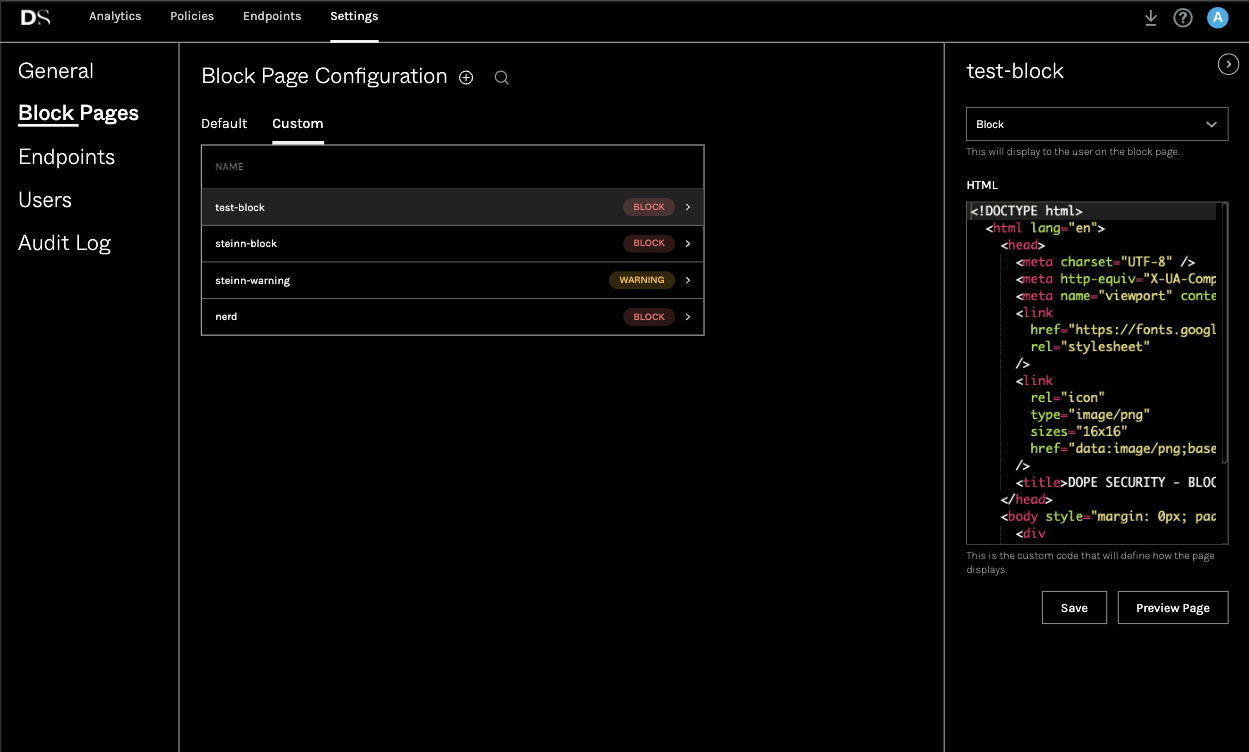 DS
Analytics
Policies
Endpoints
Settings
?
A
General
Block Pages
Endpoints
Users
Audit Log
Block Page Configuration
Default
Custom
NAME
test-block BLOCK
steinn-block BLOCK
steinn-warning WARNING
nerd BLOCK
test-block
Block
This will display to the user on the block page.
HTML
<!DOCTYPE html>
<html lang="en">
<head>
<meta charset="UTF-8" />
<meta http-equiv="X-UA-Comp
<meta name="viewport" conte
<link
href="https://fonts.googl
rel="stylesheet"
/>
<link
rel="icon"
type="image/png"
sizes="16x16"
href="data:image/png;base
/>
<title>DOPE SECURITY - BLOC
</head>
<body style="margin: 0px; pad
<div
This is the custom code that will define how the page
displays.
Save
Preview Page